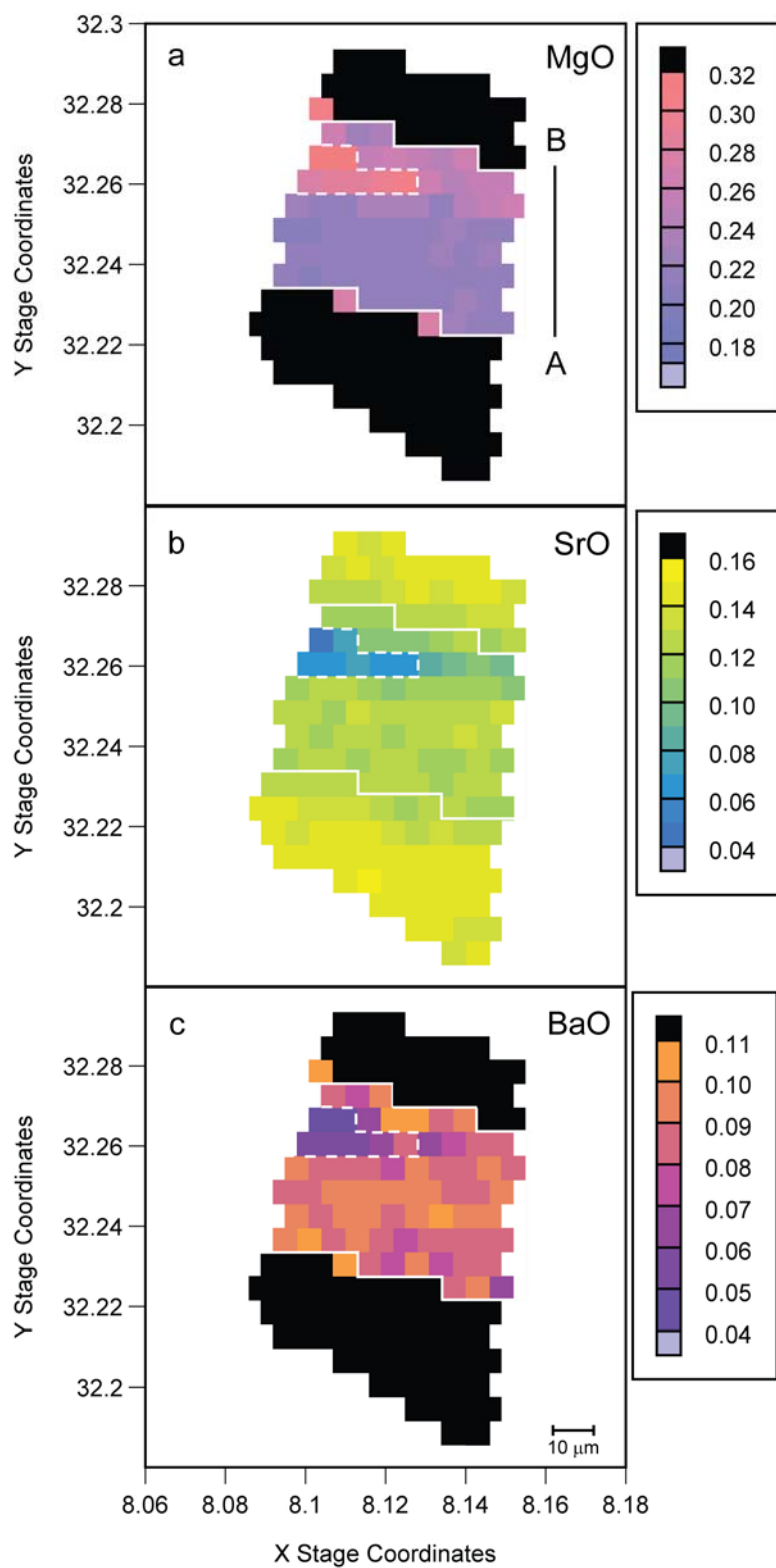 32.3
a
MgO
32.28
32.26
32.24
32.22
32.2
B
A
Y Stage Coordinates
0.32
0.30
0.28
0.26
0.24
0.22
0.20
0.18
b
SrO
32.28
32.26
32.24
32.22
32.2
Y Stage Coordinates
0.16
0.14
0.12
0.10
0.08
0.06
0.04
c
BaO
32.28
32.26
32.24
32.22
32.2
Y Stage Coordinates
0.11
0.10
0.09
0.08
0.07
0.06
0.05
0.04
10 μm
8.06 8.08 8.1 8.12 8.14 8.16 8.18
X Stage Coordinates